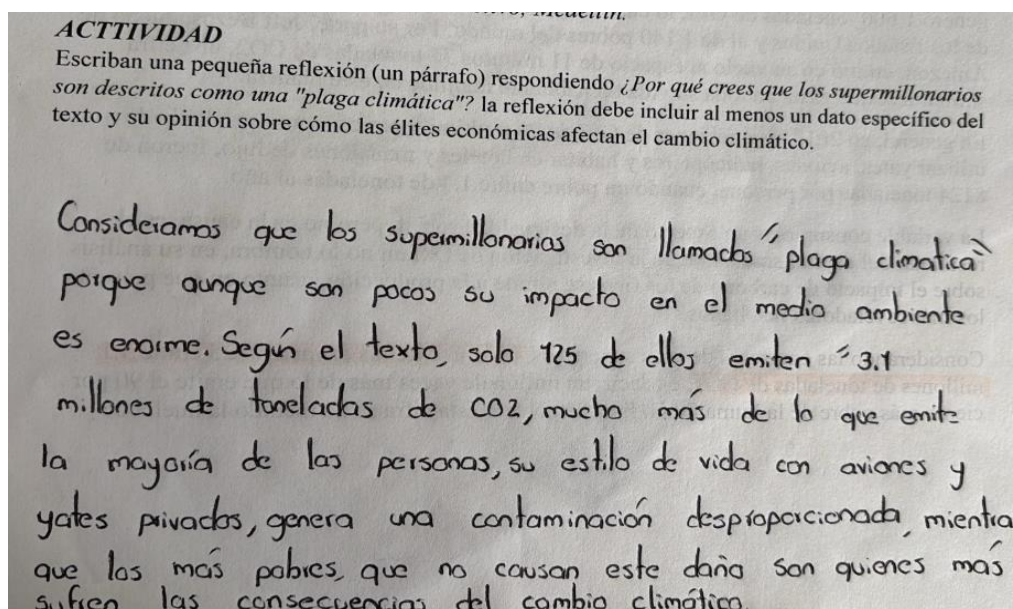 Medellín.
ACTTIVIDAD
Escriban una pequeña reflexión (un párrafo) respondiendo ¿Por qué crees que los supermillonarios
son descritos como una "plaga climática"? la reflexión debe incluir al menos un dato específico del
texto y su opinión sobre cómo las élites económicas afectan el cambio climático.
Consideramos que los supermillonarios son llamados "plaga climatica"
porque aunque son pocos su impacto en el medio ambiente
es enorme. Según el texto, solo 125 de ellos emiten 3.1
millones de toneladas de CO2, mucho más de lo que emite
la mayoría de las personas, su estilo de vida con aviones y
yates privados, genera una contaminación desproporcionada, mientra
que los más pobres, que no causan este daño son quienes más
sufren las consecuencias del cambio climático